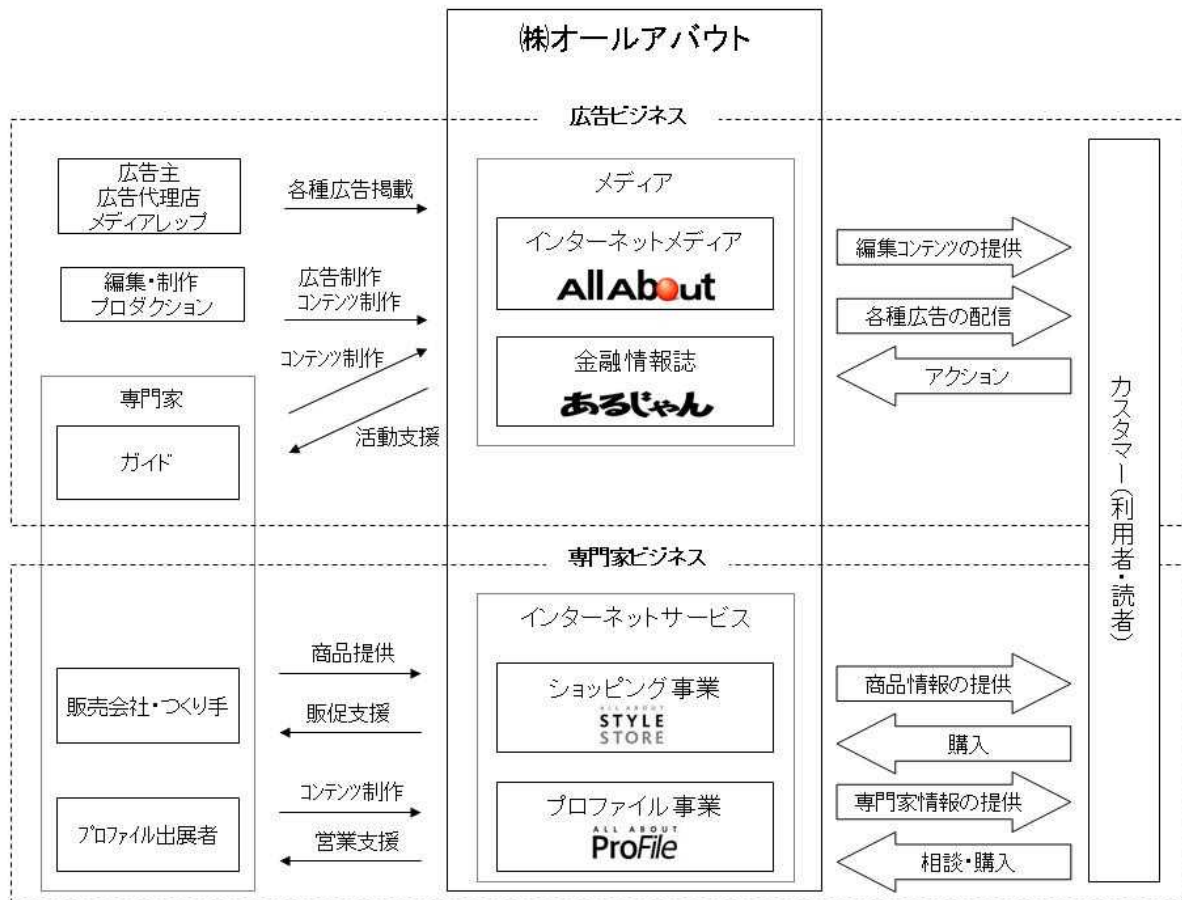 ㈱オールアバウト
広告ビジネス
広告主
広告代理店
メディアレップ
各種広告掲載
編集・制作
プロダクション
広告制作
コンテンツ制作
コンテンツ制作
活動支援
専門家
ガイド
メディア
インターネットメディア
All About
金融情報誌
あるじゃん
編集コンテンツの提供
各種広告の配信
アクション
カスタマー(利用者・読者)
専門家ビジネス
販売会社・つくり手
商品提供
販促支援
プロファイル出展者
コンテンツ制作
営業支援
インターネットサービス
ショッピング事業
ALL ABOUT
STYLE
STORE
プロファイル事業
ALL ABOUT
ProFile
商品情報の提供
購入
専門家情報の提供
相談・購入